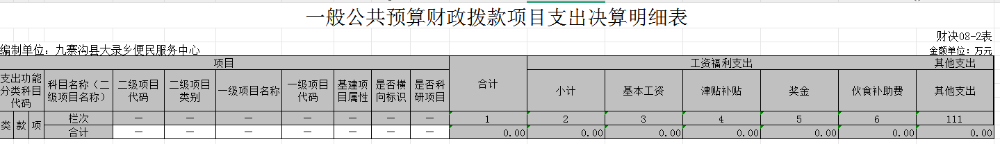 一般公共预算财政拨款项目支出决算明细表
财决08-2表
编制单位：九寨沟县大录乡便民服务中心 金额单位：万元
项目 合计 工资福利支出 其他支出
支出功能分类科目代码 科目名称（二级项目名称） 二级项目代码 二级项目类别 一级项目名称 一级项目代码 基建项目属性 是否横向标识 是否科研项目 小计 基本工资 津贴补贴 奖金 伙食补助费 其他支出
类 款 项 栏次 — — — — — — — 1 2 3 4 5 6 111
合计 — — — — — — — 0.00 0.00 0.00 0.00 0.00 0.00 0.00